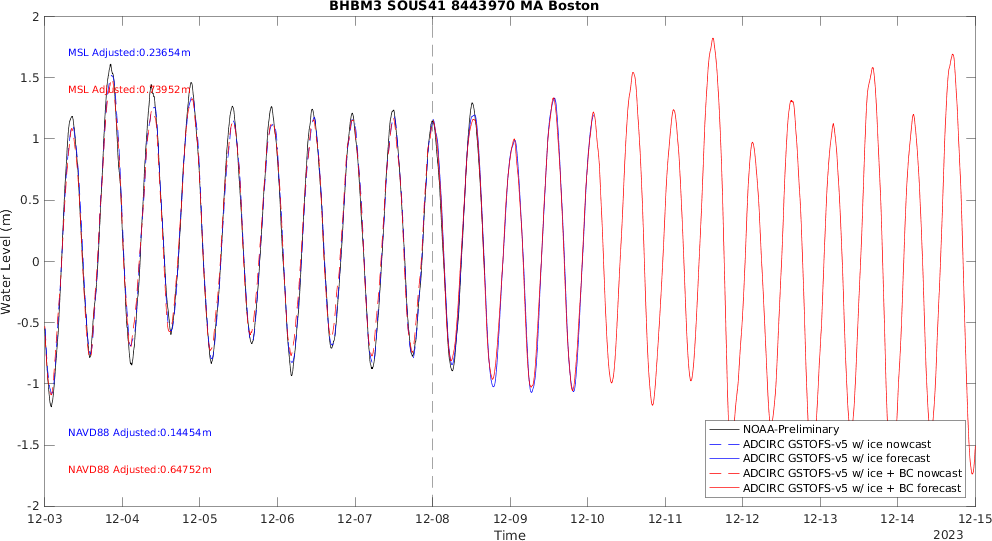 BHBM3 SOUS41 8443970 MA Boston
2
1.5
1
0.5
0
-0.5
-1
-1.5
-2
Water Level (m)
MSL Adjusted:0.23654m
MSL Adjusted:0.73952m
NAVD88 Adjusted:0.14454m
NAVD88 Adjusted:0.64752m
NOAA-Preliminary
ADCIRC GSTOFS-v5 w/ ice nowcast
ADCIRC GSTOFS-v5 w/ ice forecast
ADCIRC GSTOFS-v5 w/ ice + BC nowcast
ADCIRC GSTOFS-v5 w/ ice + BC forecast
12-03 12-04 12-05 12-06 12-07 12-08 12-09 12-10 12-11 12-12 12-13 12-14 12-15
Time
2023